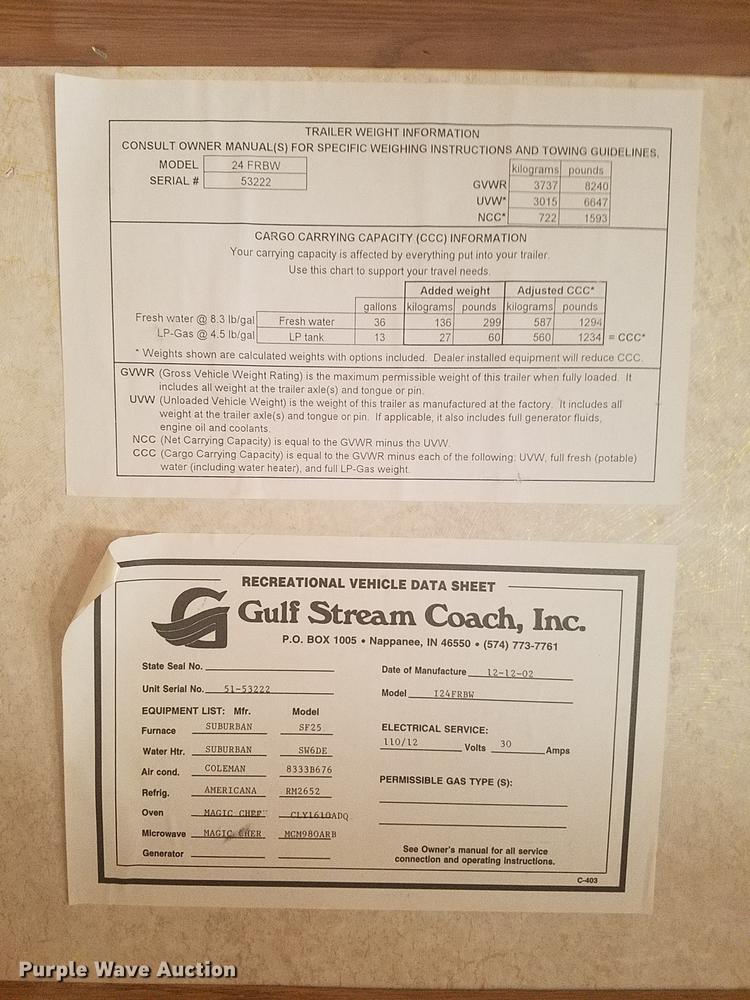 TRAILER WEIGHT INFORMATION
CONSULT OWNER MANUAL(S) FOR SPECIFIC WEIGHING INSTRUCTIONS AND TOWING GUIDELINES.
MODEL 24 FRBW
SERIAL # 53222
kilograms pounds
GVWR 3737 8240
UVW* 3015 6647
NCC* 722 1593
CARGO CARRYING CAPACITY (CCC) INFORMATION
Your carrying capacity is affected by everything put into your trailer.
Use this chart to support your travel needs.
Added weight Adjusted CCC*
gallons kilograms pounds kilograms pounds
Fresh water @ 8.3 lb/gal Fresh water 36 136 299 587 1294
LP-Gas @ 4.5 lb/gal LP tank 13 27 60 560 1234 = CCC*
* Weights shown are calculated weights with options included. Dealer installed equipment will reduce CCC.
GVWR (Gross Vehicle Weight Rating) is the maximum permissible weight of this trailer when fully loaded. It
includes all weight at the trailer axle(s) and tongue or pin.
UVW (Unloaded Vehicle Weight) is the weight of this trailer as manufactured at the factory. It includes all
weight at the trailer axle(s) and tongue or pin. If applicable, it also includes full generator fluids,
engine oil and coolants.
NCC (Net Carrying Capacity) is equal to the GVWR minus the UVW.
CCC (Cargo Carrying Capacity) is equal to the GVWR minus each of the following: UVW, full fresh (potable)
water (including water heater), and full LP-Gas weight.
RECREATIONAL VEHICLE DATA SHEET
Gulf Stream Coach, Inc.
P.O. BOX 1005 • Nappanee, IN 46550 • (574) 773-7761
State Seal No.
Unit Serial No. 51-53222
EQUIPMENT LIST: Mfr. Model
Furnace SUBURBAN SF25
Water Htr. SUBURBAN SW6DE
Air cond. COLEMAN 8333B676
Refrig. AMERICANA RM2652
Oven MAGIC CHEF CLY1610ADQ
Microwave MAGIC CHER MCM980ARB
Generator
Date of Manufacture 12-12-02
Model I24FRBW
ELECTRICAL SERVICE:
110/12 Volts 30 Amps
PERMISSIBLE GAS TYPE (S):
See Owner's manual for all service
connection and operating instructions.
C-403
Purple Wave Auction